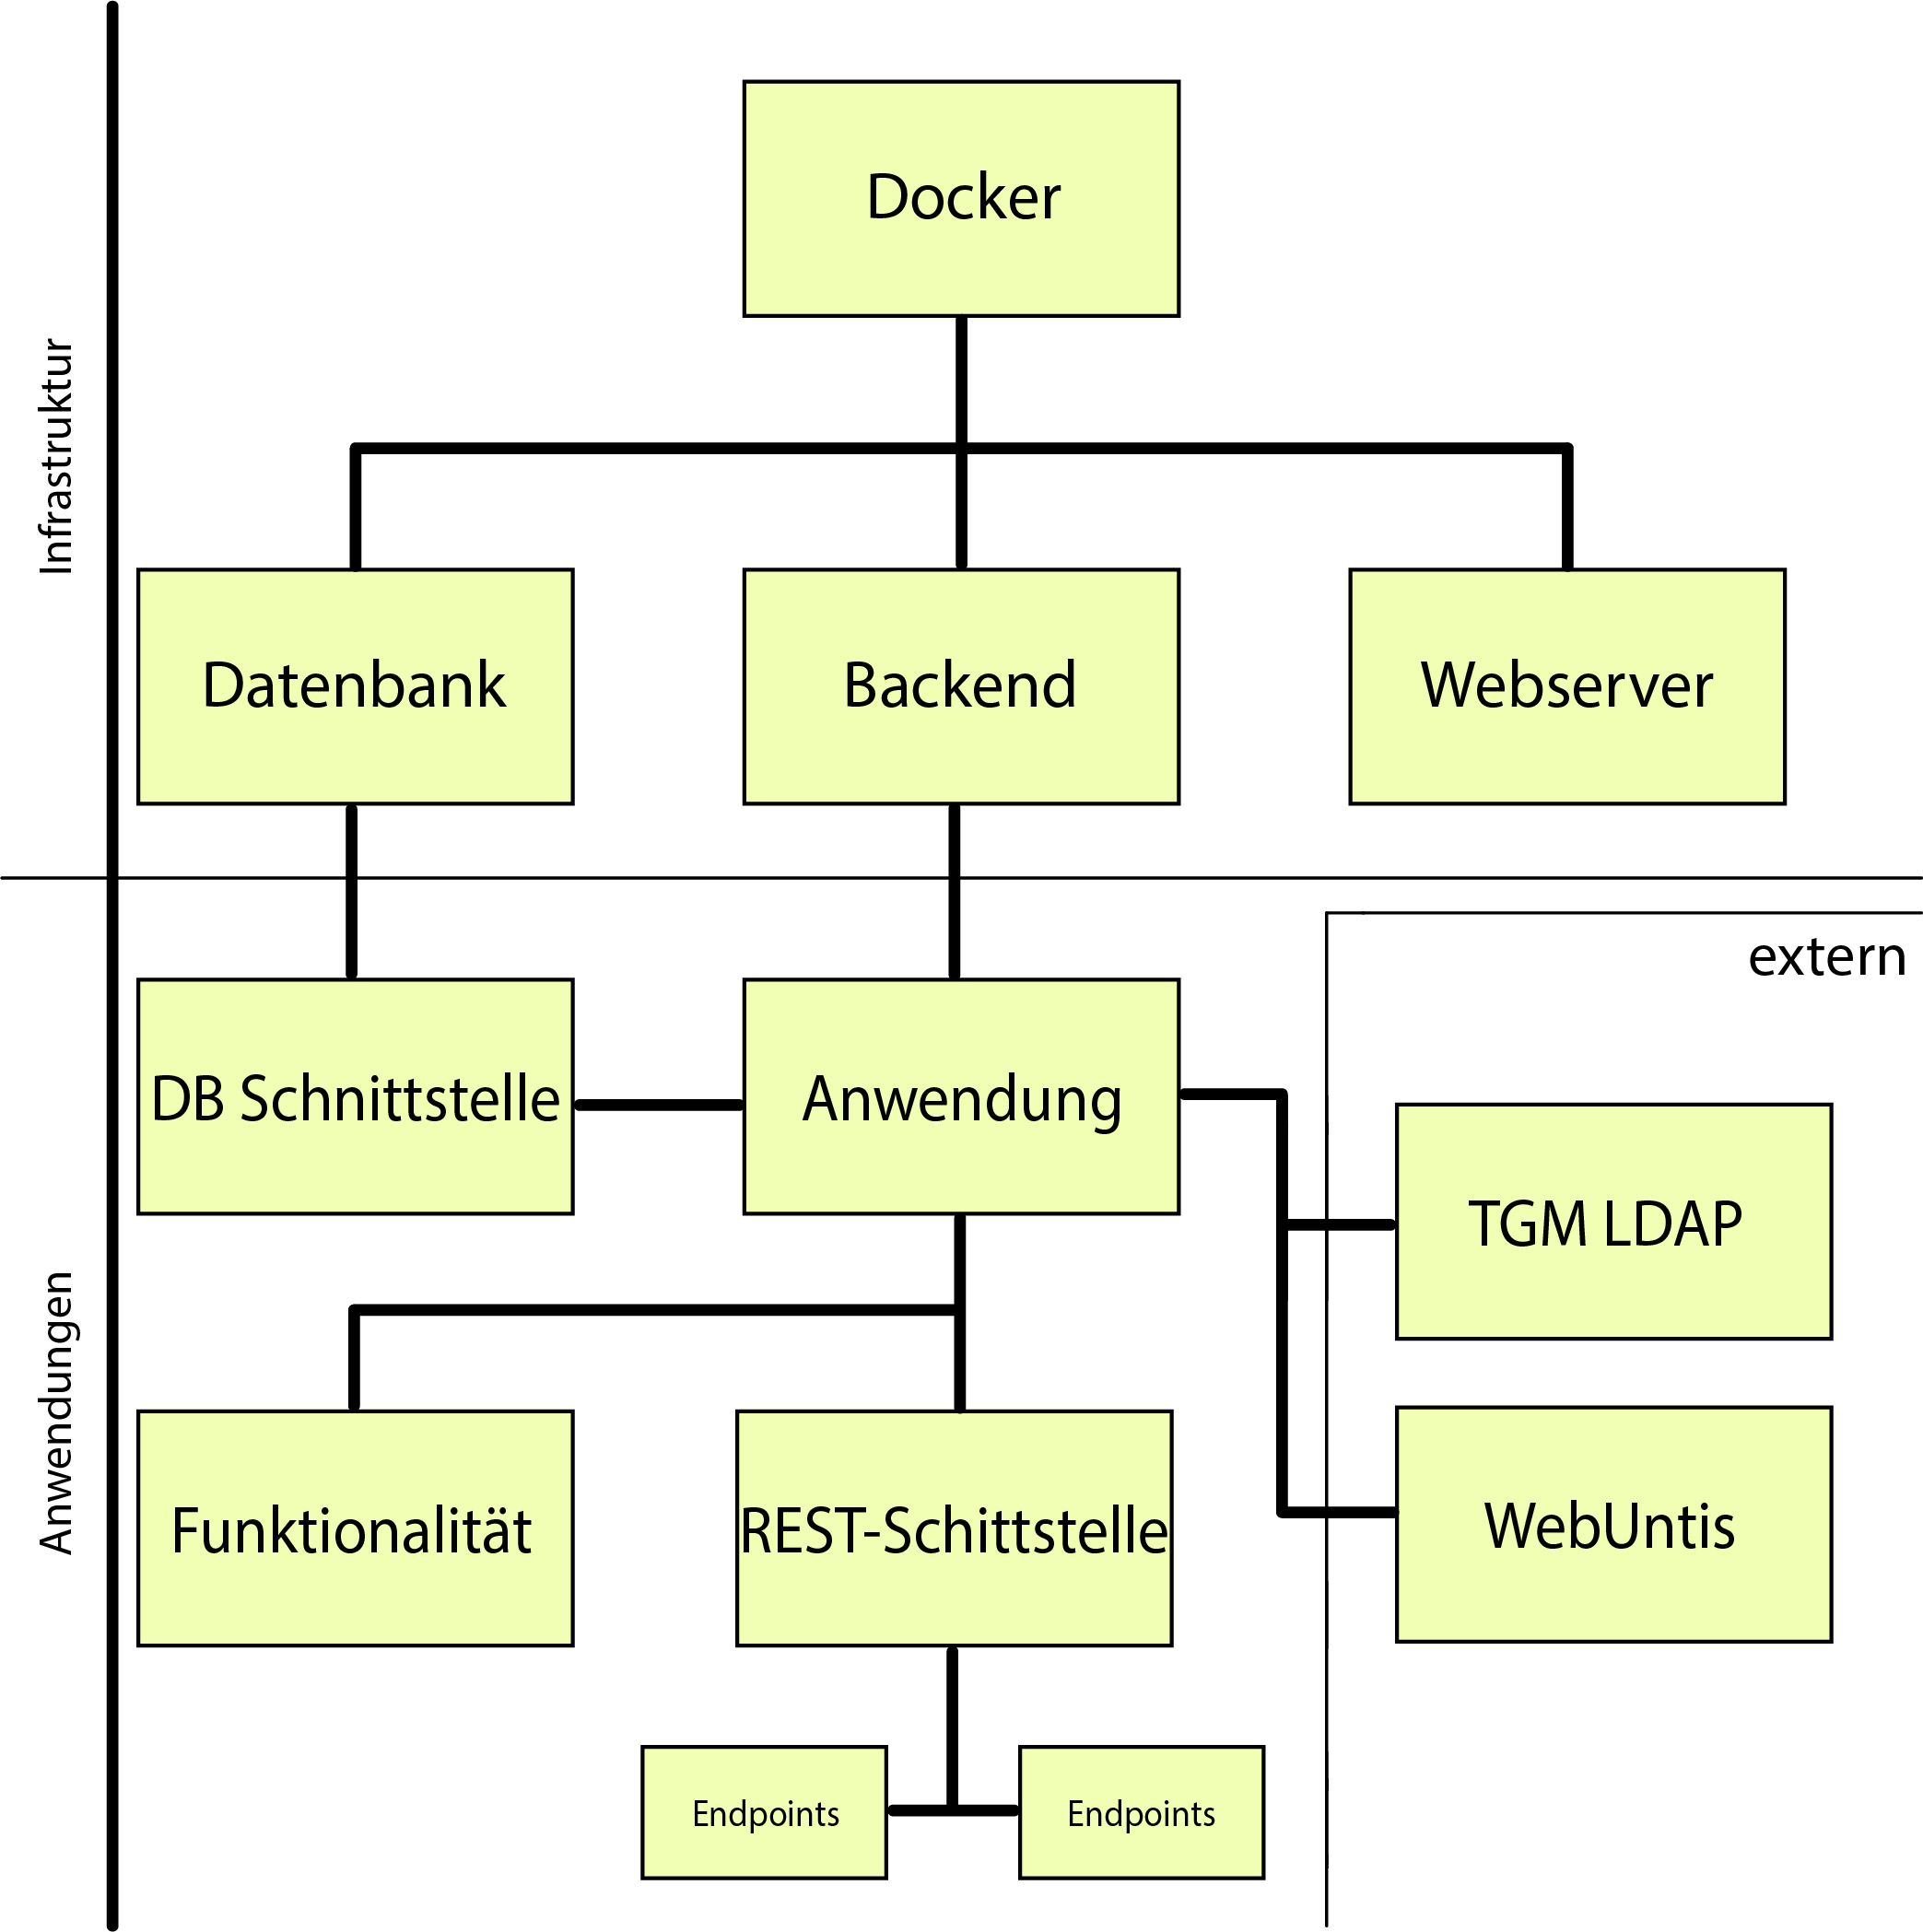 Docker
Infrastruktur
Datenbank
Backend
Webserver
extern
DB Schnittstelle
Anwendung
TGM LDAP
Anwendungen
Funktionalität
REST-Schittstelle
WebUntis
Endpoints
Endpoints